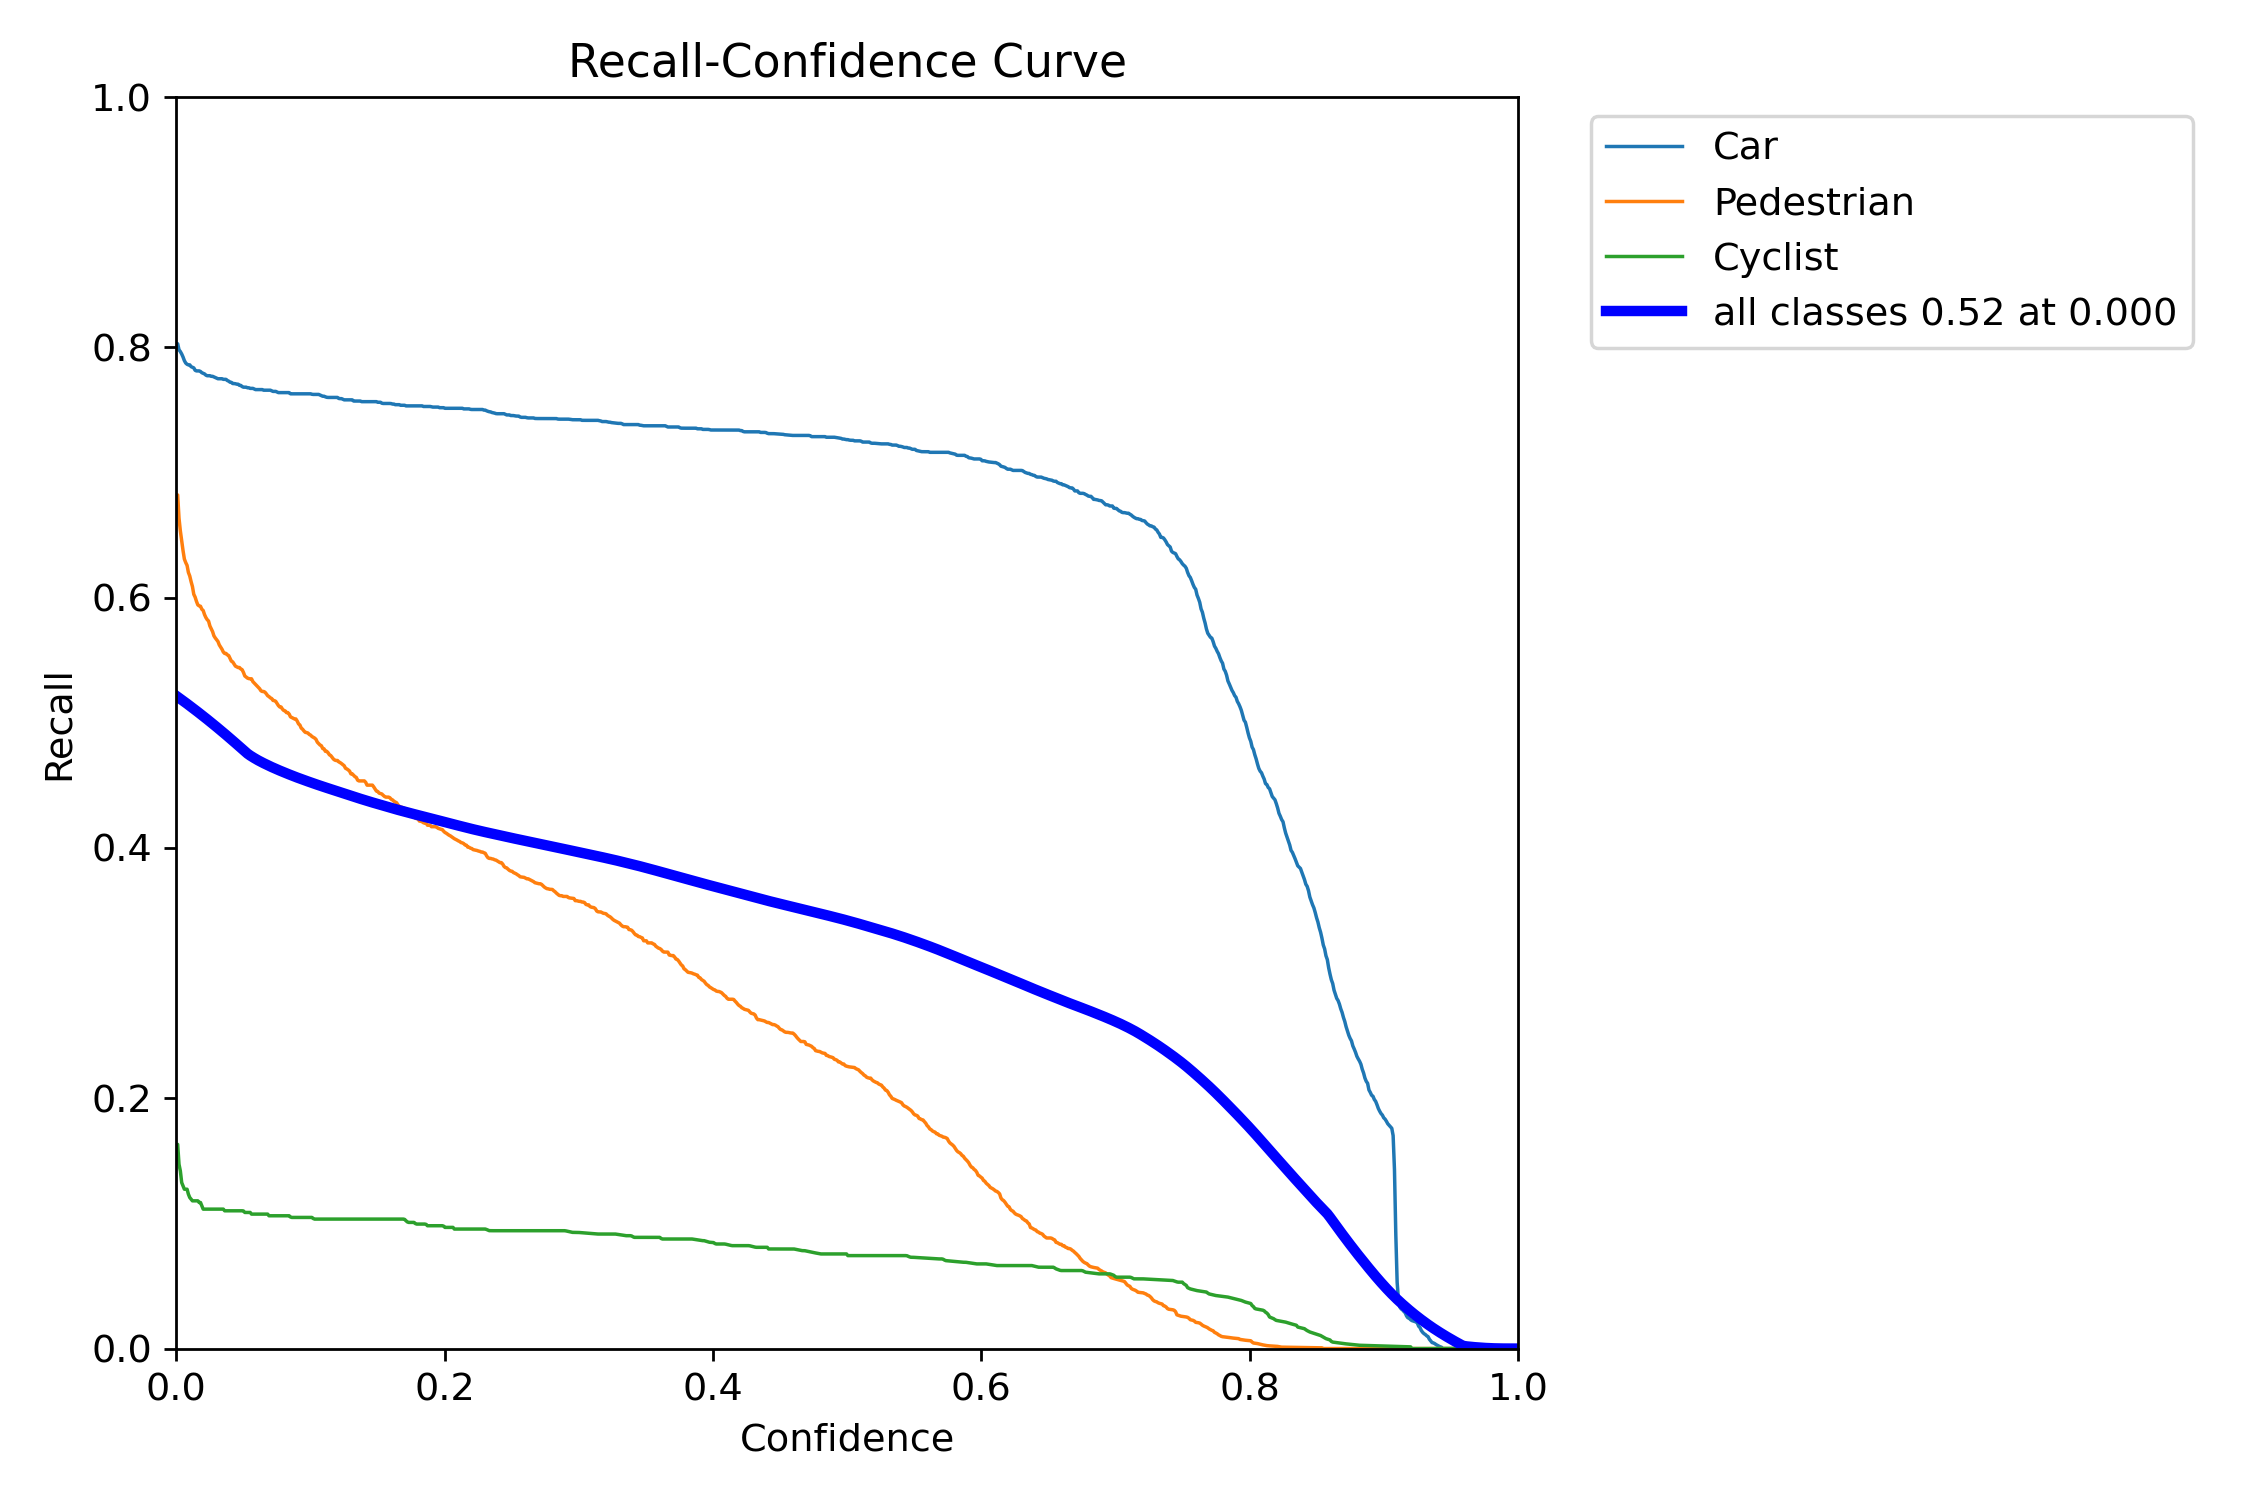 Recall-Confidence Curve
1.0
0.8
0.6
0.4
0.2
0.0
Recall
0.0 0.2 0.4 0.6 0.8 1.0
Confidence
Car
Pedestrian
Cyclist
all classes 0.52 at 0.000